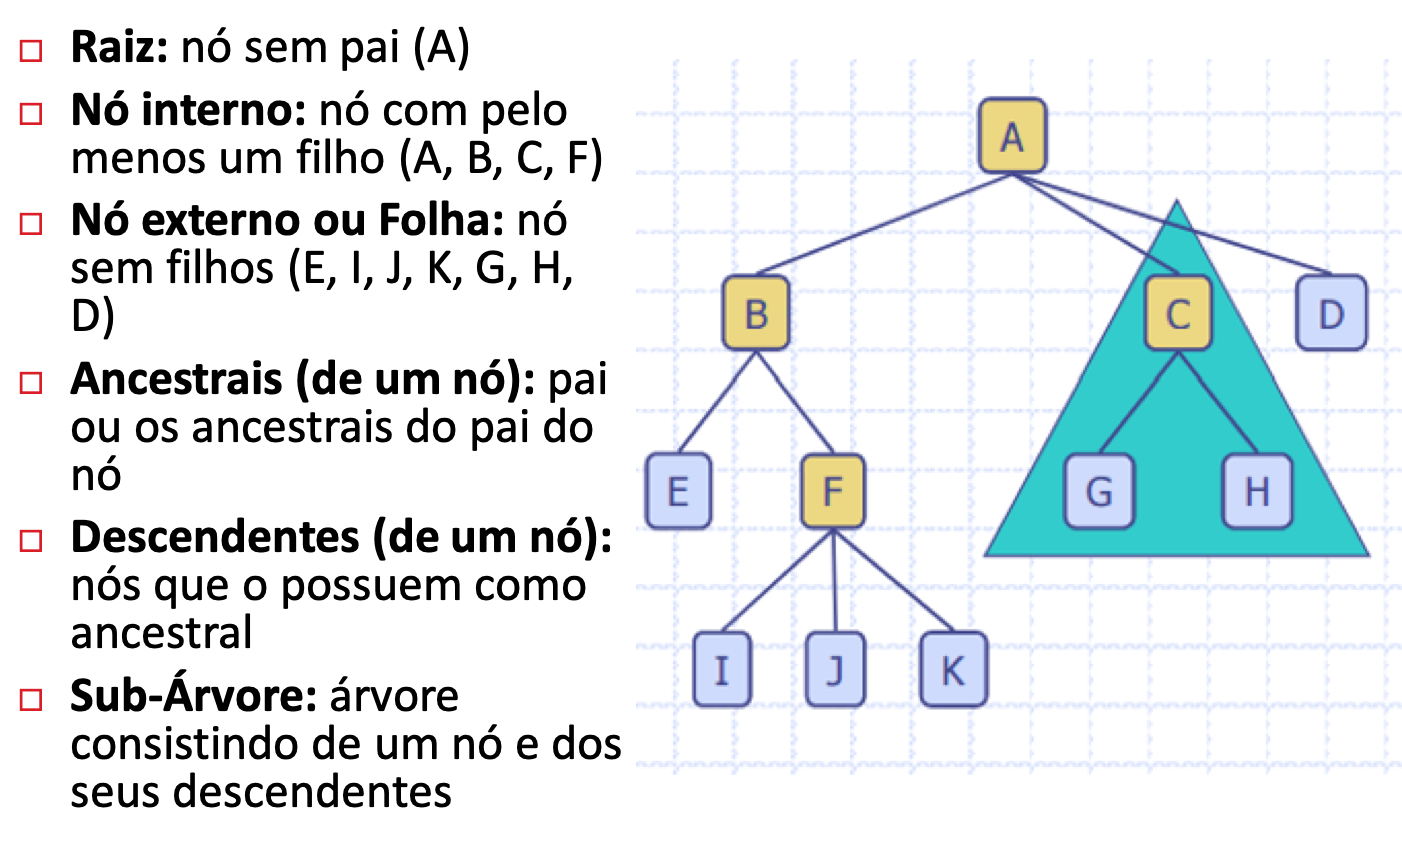 Raiz: nó sem pai (A)
Nó interno: nó com pelo
menos um filho (A, B, C, F)
Nó externo ou Folha: nó
sem filhos (E, I, J, K, G, H,
D)
Ancestrais (de um nó): pai
ou os ancestrais do pai do
nó
Descendentes (de um nó):
nós que o possuem como
ancestral
Sub-Árvore: árvore
consistindo de um nó e dos
seus descendentes
A
B C D
E F G H
I J K